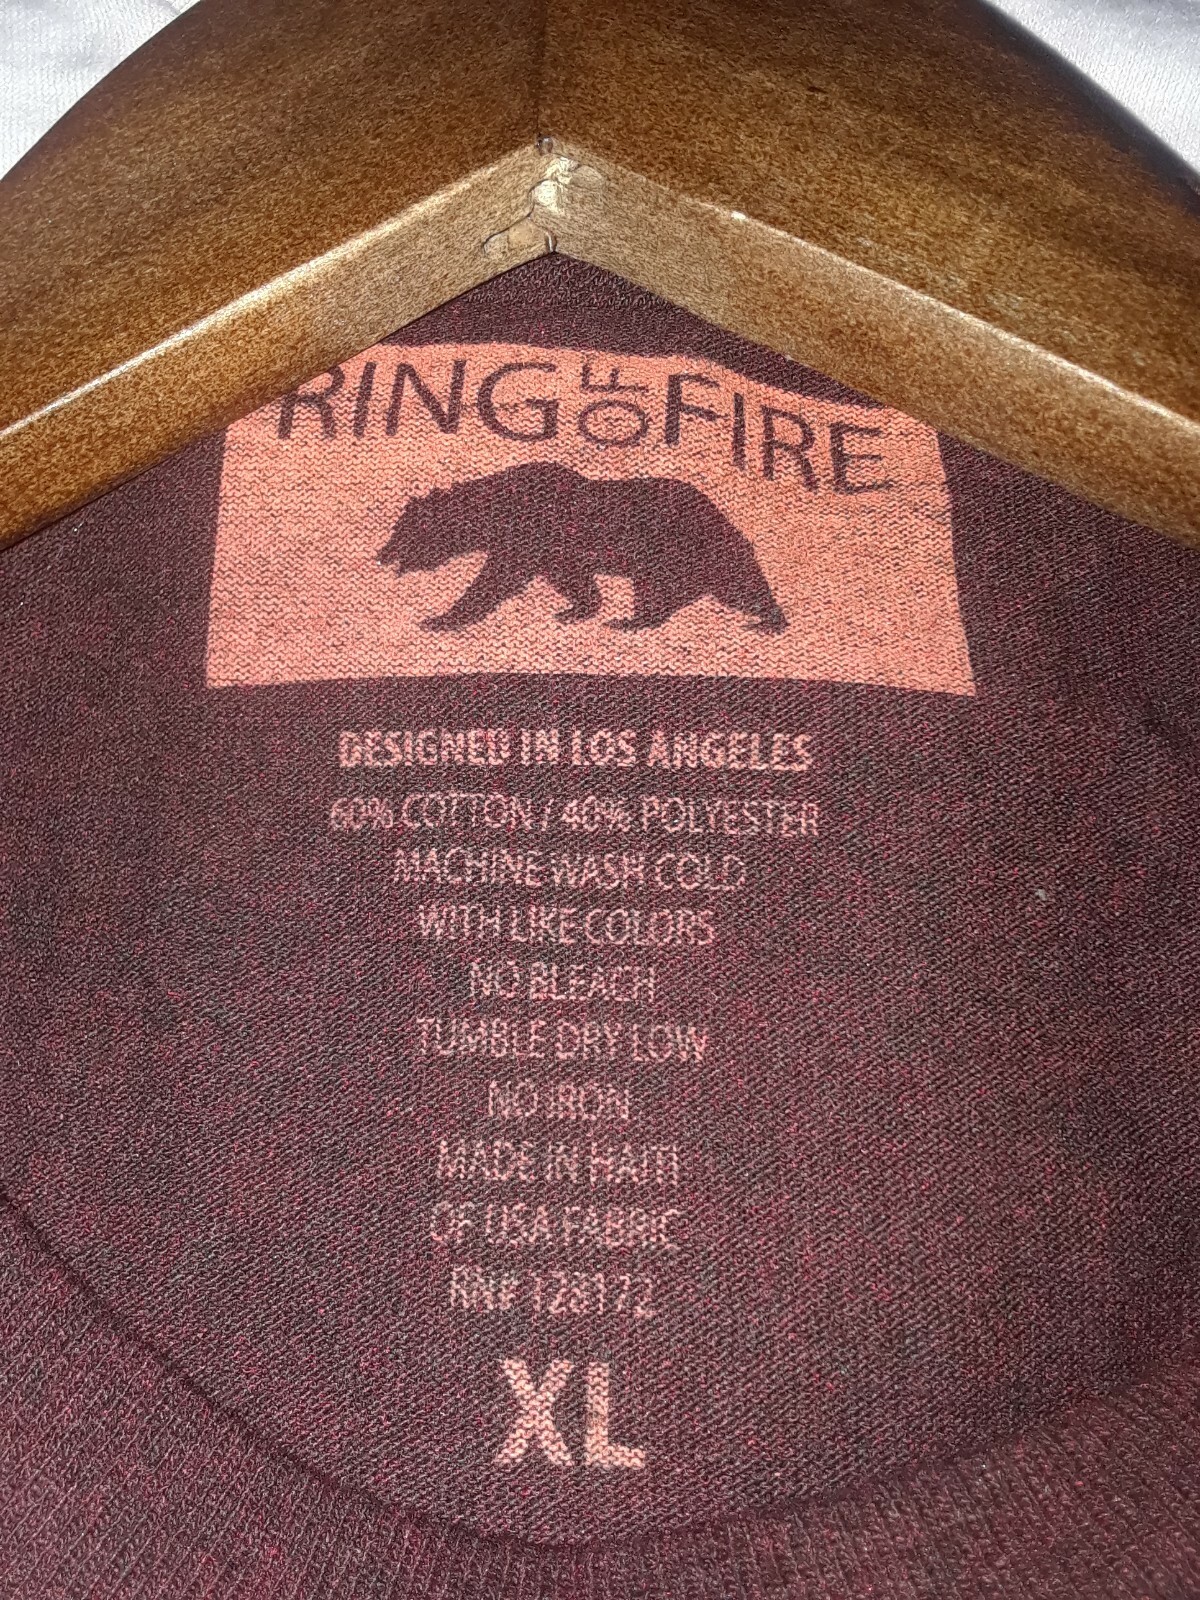 RING OF FIRE
DESIGNED IN LOS ANGELES
60% COTTON / 40% POLYESTER
MACHINE WASH COLD
WITH LIKE COLORS
NO BLEACH
TUMBLE DRY LOW
NO IRON
MADE IN HAITI
OF USA FABRIC
RN# 128172
XL